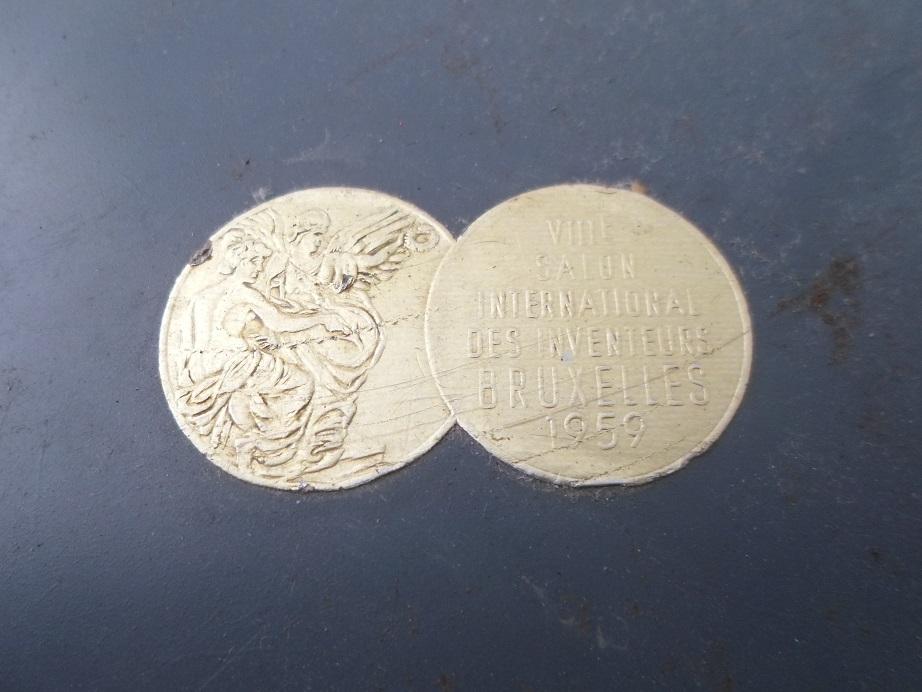 VIIIE
SALON
INTERNATIONAL
DES INVENTEURS
BRUXELLES
1959